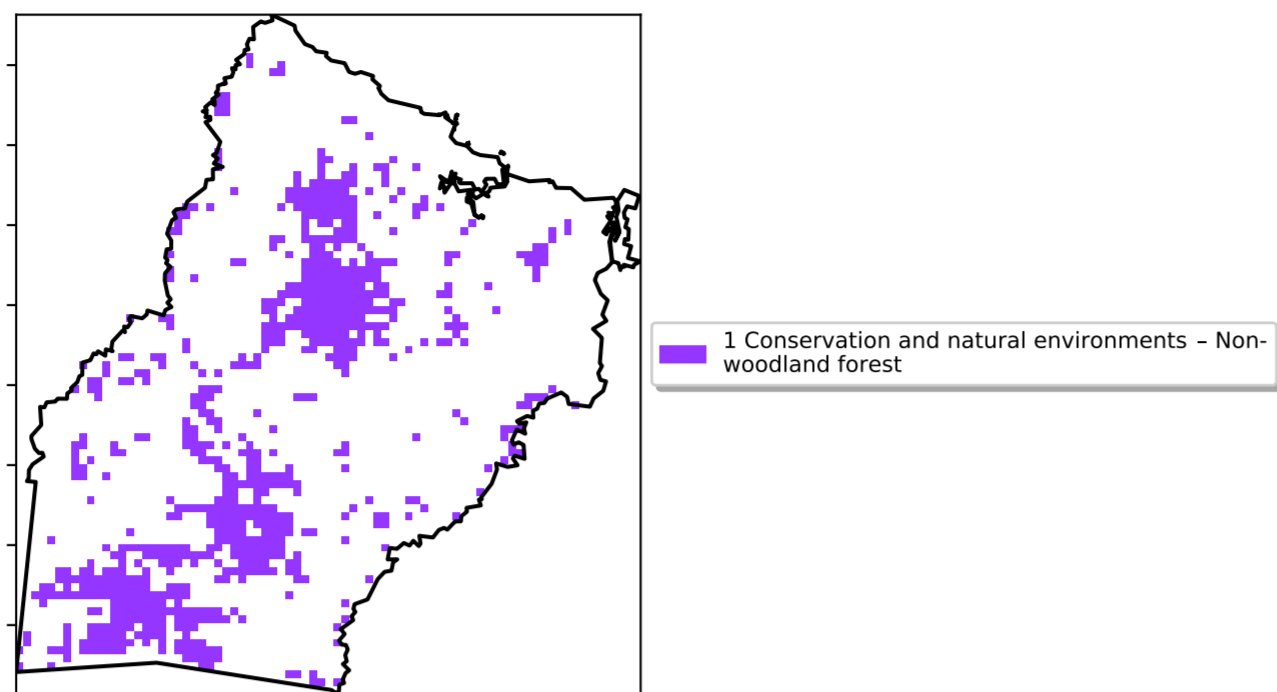 1 Conservation and natural environments – Non-
woodland forest